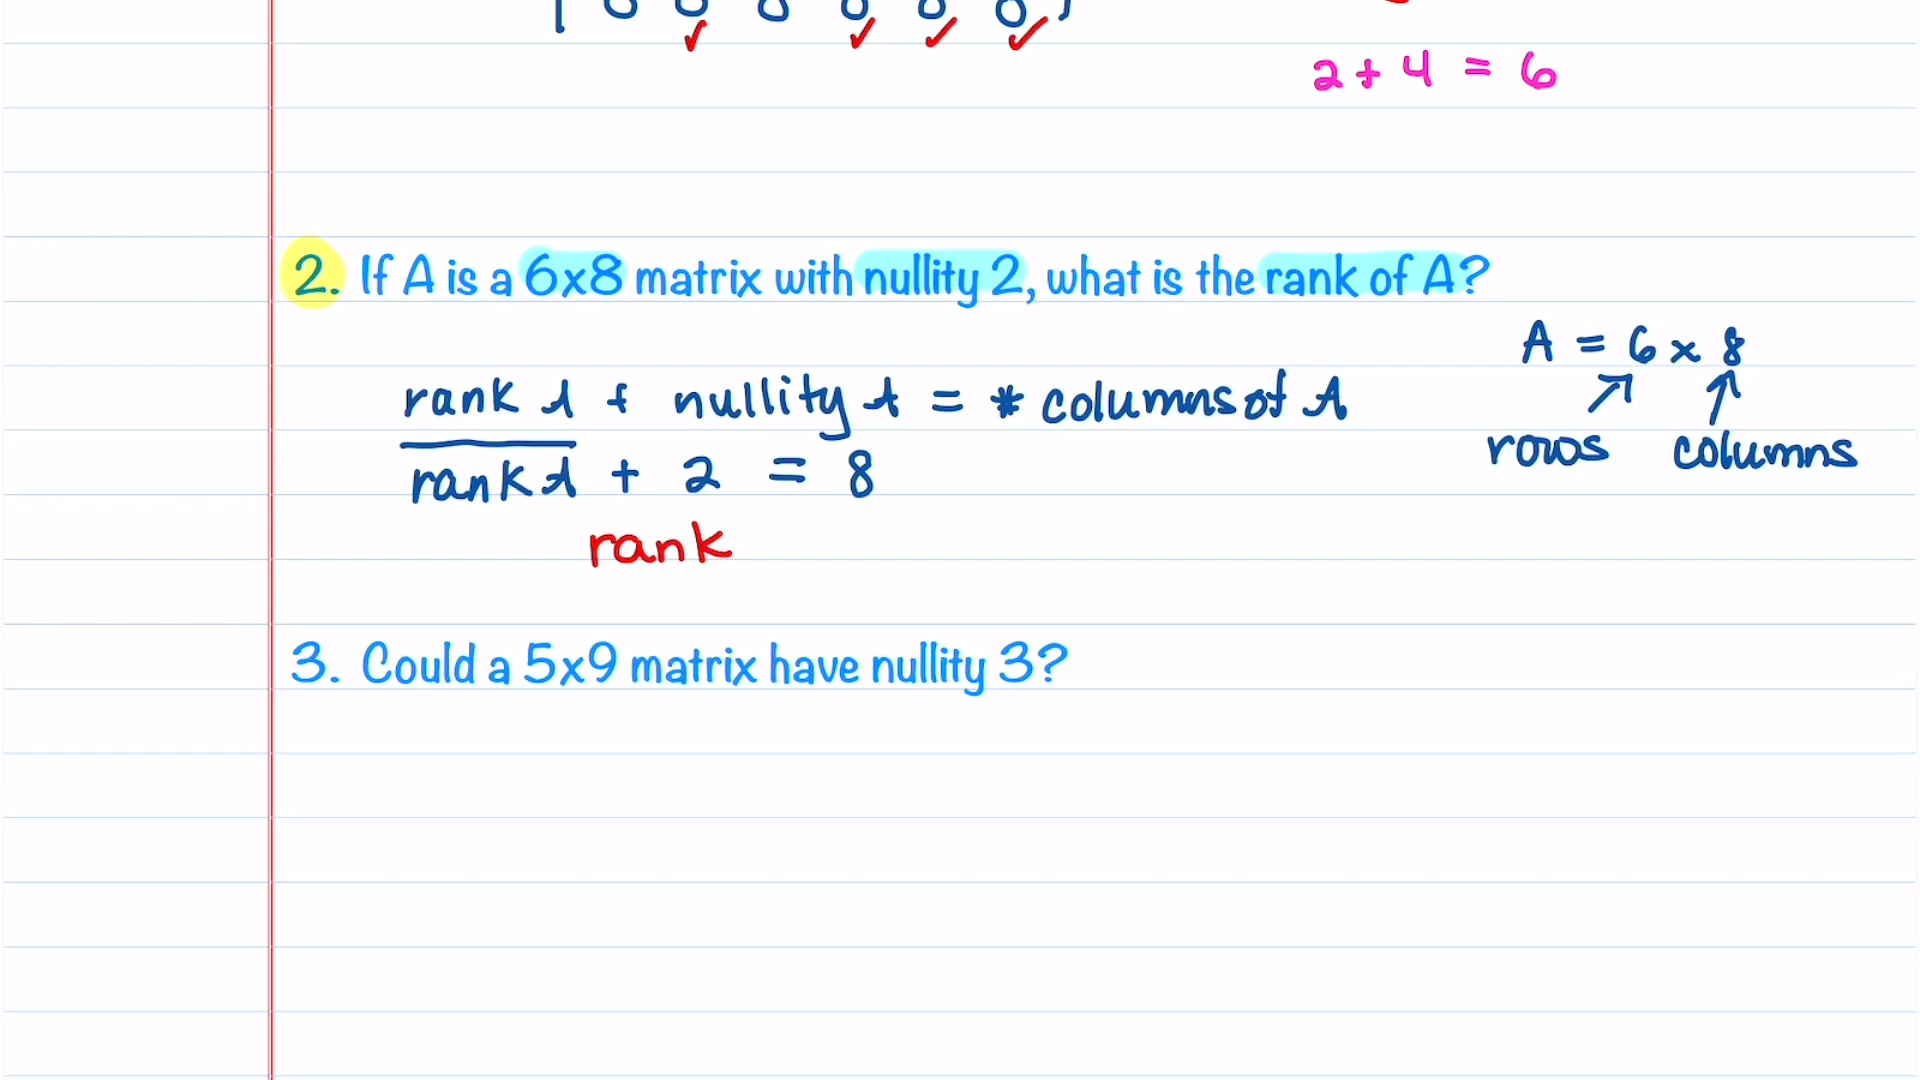 2 + 4 = 6
2. If A is a 6x8 matrix with nullity 2, what is the rank of A?
A = 6 x 8
rank A + nullity A = * columns of A
rows columns
rank A + 2 = 8
rank
3. Could a 5x9 matrix have nullity 3?